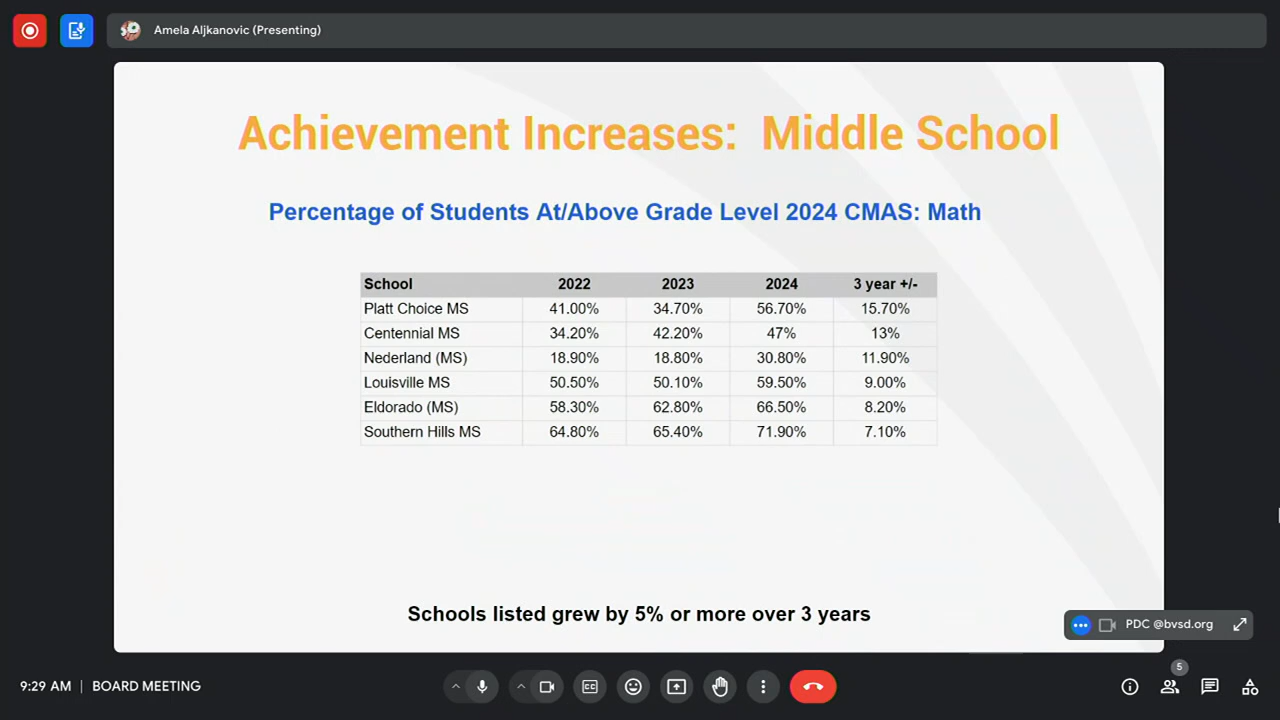 Amela Aljkanovic (Presenting)
Achievement Increases: Middle School
Percentage of Students At/Above Grade Level 2024 CMAS: Math
School 2022 2023 2024 3 year +/-
Platt Choice MS 41.00% 34.70% 56.70% 15.70%
Centennial MS 34.20% 42.20% 47% 13%
Nederland (MS) 18.90% 18.80% 30.80% 11.90%
Louisville MS 50.50% 50.10% 59.50% 9.00%
Eldorado (MS) 58.30% 62.80% 66.50% 8.20%
Southern Hills MS 64.80% 65.40% 71.90% 7.10%
Schools listed grew by 5% or more over 3 years
PDC @bvsd.org
9:29 AM | BOARD MEETING
CC
5